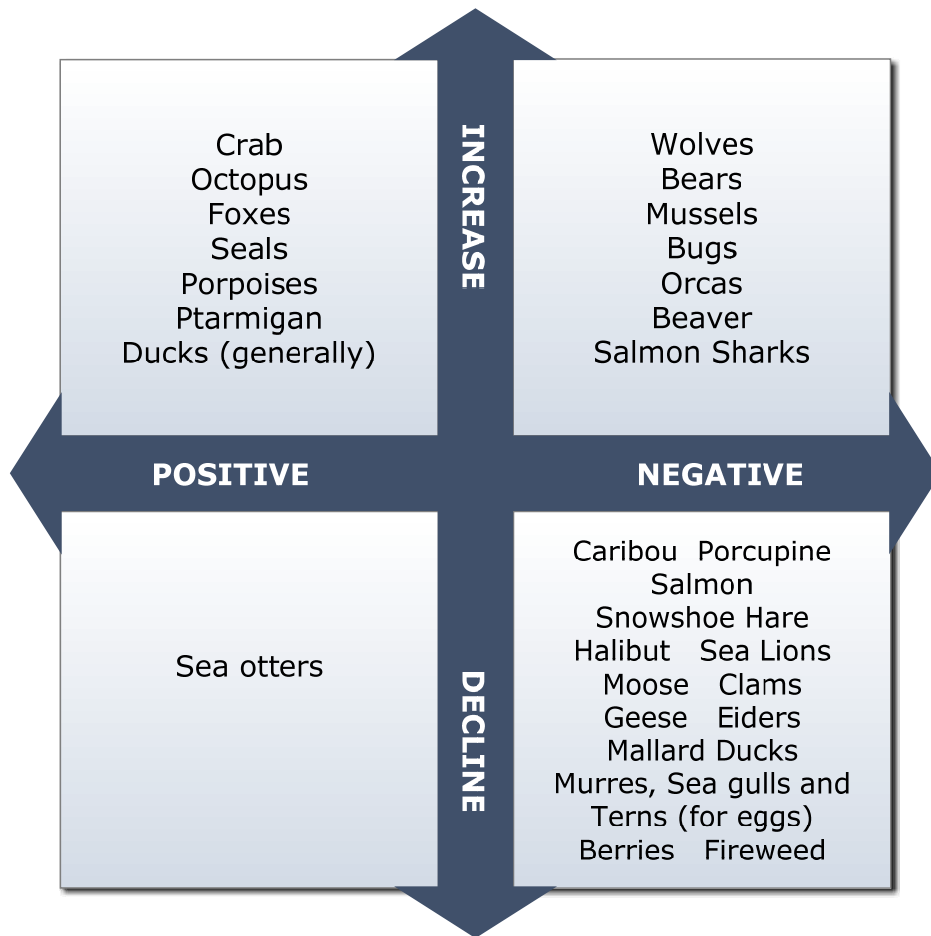 INCREASE
Crab
Octopus
Foxes
Seals
Porpoises
Ptarmigan
Ducks (generally)
Wolves
Bears
Mussels
Bugs
Orcas
Beaver
Salmon Sharks
POSITIVE
NEGATIVE
Sea otters
DECLINE
Caribou Porcupine
Salmon
Snowshoe Hare
Halibut Sea Lions
Moose Clams
Geese Eiders
Mallard Ducks
Murres, Sea gulls and
Terns (for eggs)
Berries Fireweed